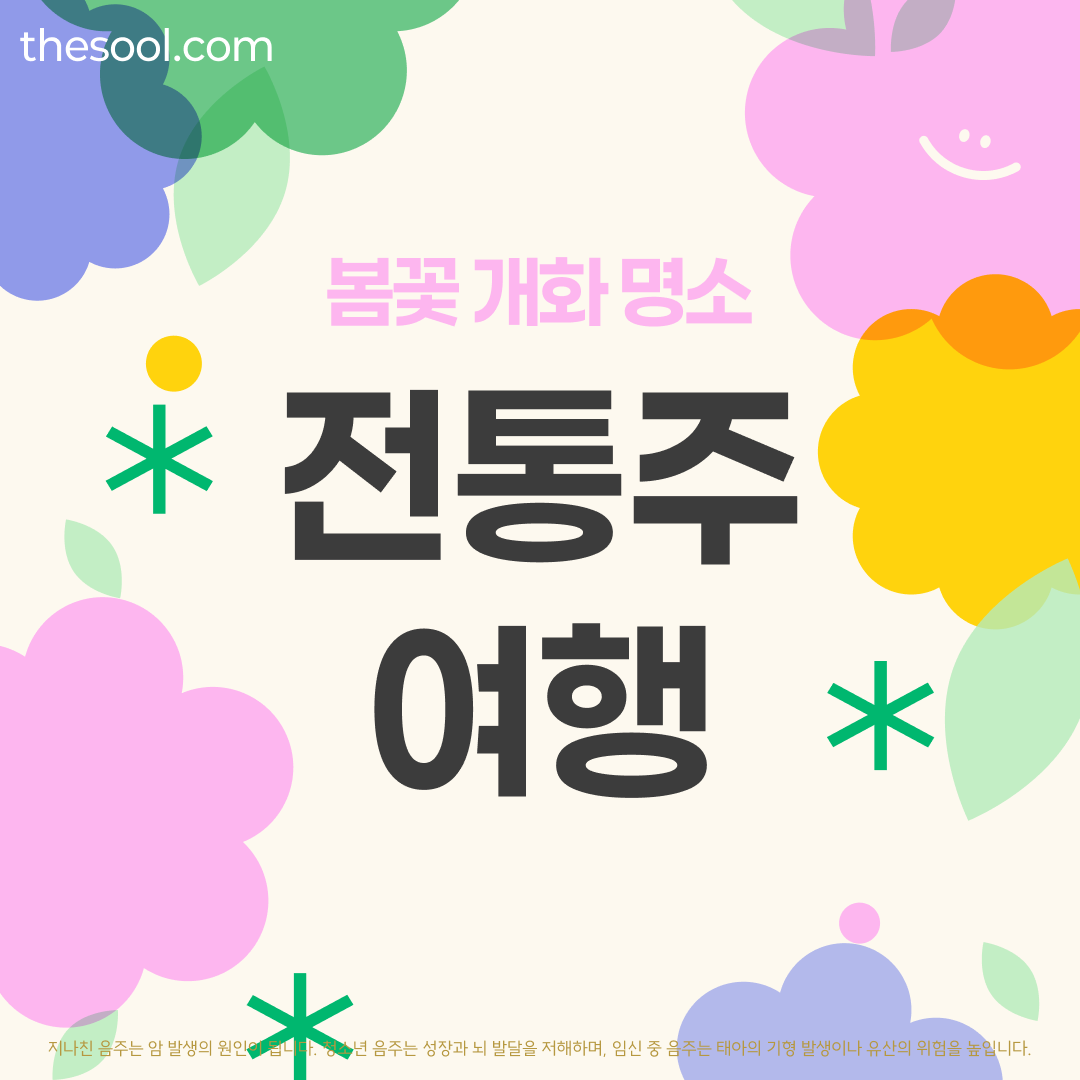 thesool.com
봄꽃 개화 명소
전통주
여행
지나친 음주는 암 발생의 원인이 됩니다. 청소년 음주는 성장과 뇌 발달을 저해하며, 임신 중 음주는 태아의 기형 발생이나 유산의 위험을 높입니다.